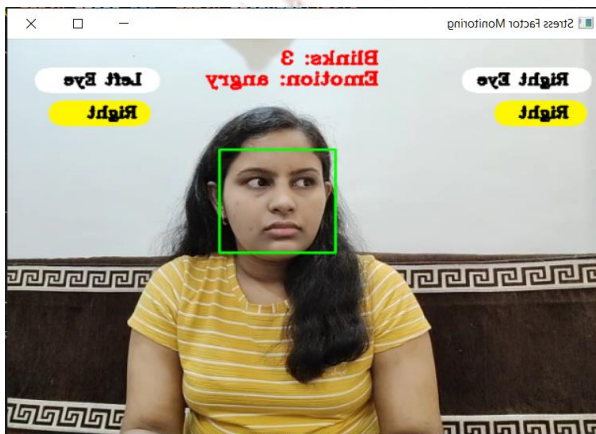 Stress Factor Monitoring
Blinks: 3
Emotion: angry
Right Eye
Left Eye
Right
Right